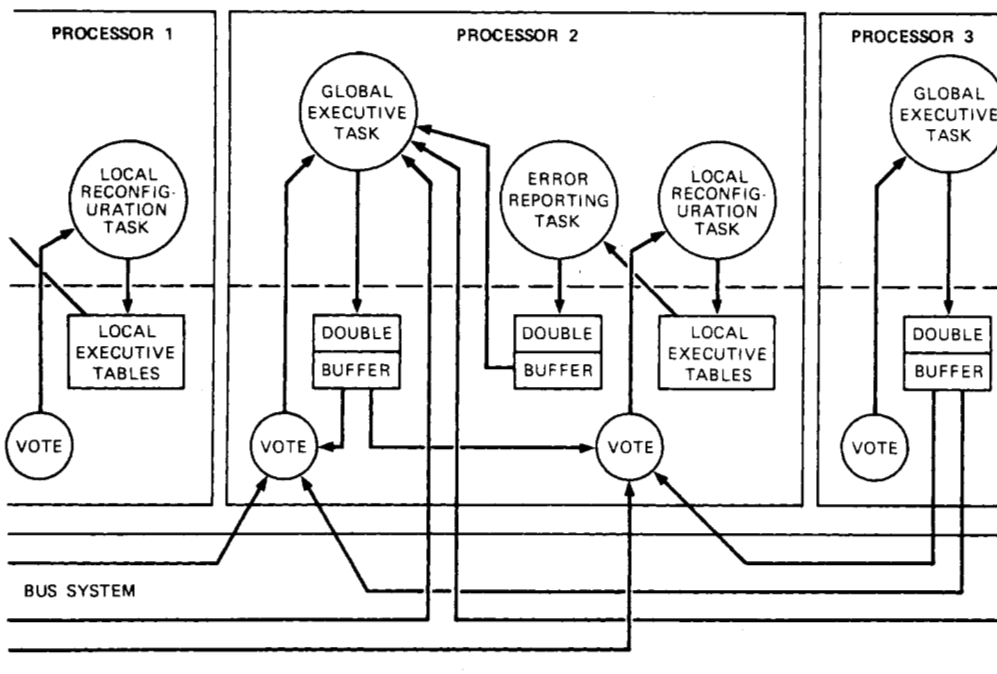 PROCESSOR 1
LOCAL
RECONFIG-
URATION
TASK
LOCAL
EXECUTIVE
TABLES
VOTE
PROCESSOR 2
GLOBAL
EXECUTIVE
TASK
ERROR
REPORTING
TASK
LOCAL
RECONFIG-
URATION
TASK
DOUBLE
BUFFER
DOUBLE
BUFFER
LOCAL
EXECUTIVE
TABLES
VOTE
VOTE
PROCESSOR 3
GLOBAL
EXECUTIVE
TASK
DOUBLE
BUFFER
VOTE
BUS SYSTEM